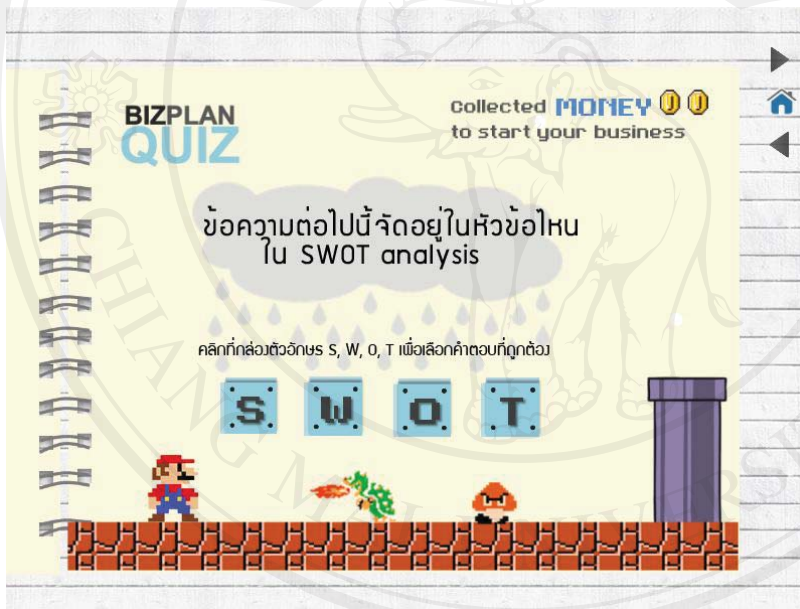 BIZPLAN
QUIZ
Collected MONEY
to start your business
ข้อความต่อไปนี้จัดอยู่ในหัวข้อไหน
ใน SWOT analysis
คลิกที่กล่องตัวอักษร S, W, O, T เพื่อเลือกคำตอบที่ถูกต้อง
S W O T
CHIANG MAI UNIVERSI